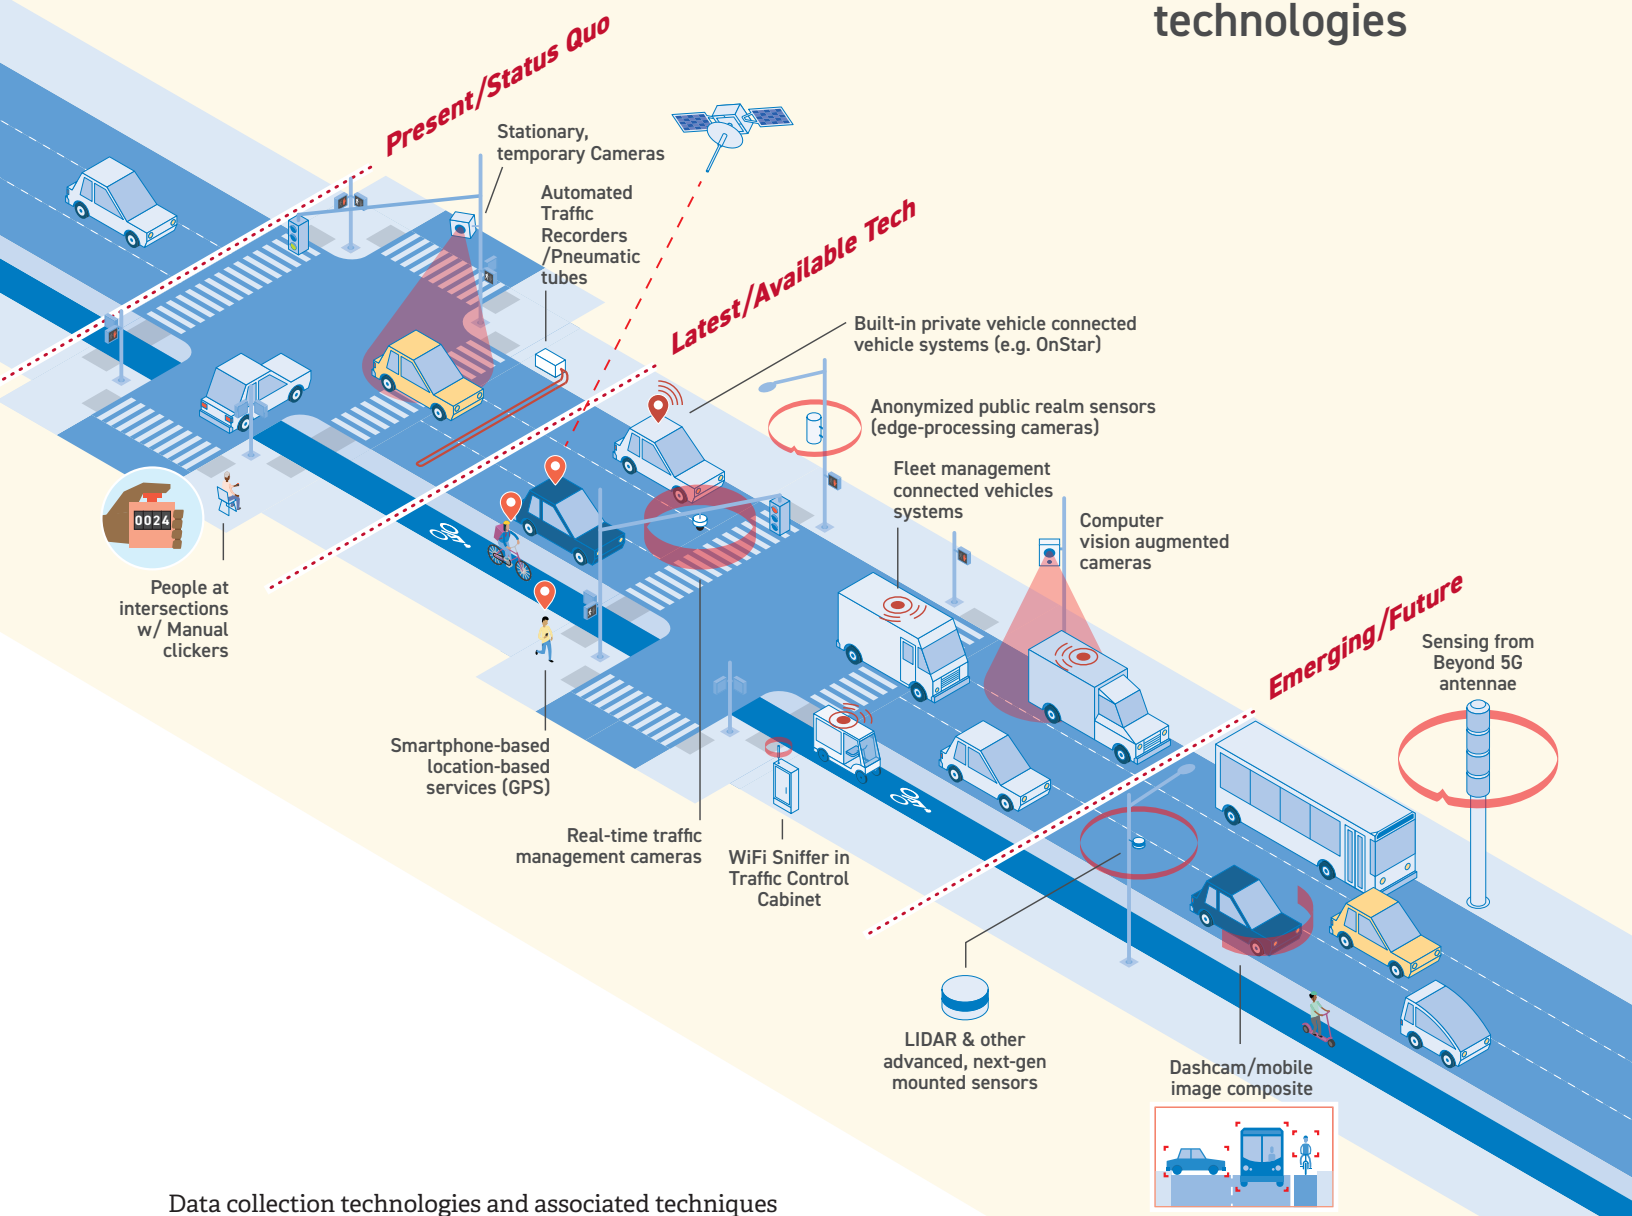 technologies
Present/Status Quo
Stationary,
temporary Cameras
Automated
Traffic
Recorders
/Pneumatic
tubes
Latest/Available Tech
Built-in private vehicle connected
vehicle systems (e.g. OnStar)
Anonymized public realm sensors
(edge-processing cameras)
Fleet management
connected vehicles
systems
Computer
vision augmented
cameras
0024
People at
intersections
w/ Manual
clickers
Emerging/Future
Sensing from
Beyond 5G
antennae
Smartphone-based
location-based
services (GPS)
Real-time traffic
management cameras
WiFi Sniffer in
Traffic Control
Cabinet
LIDAR & other
advanced, next-gen
mounted sensors
Dashcam/mobile
image composite
Data collection technologies and associated techniques